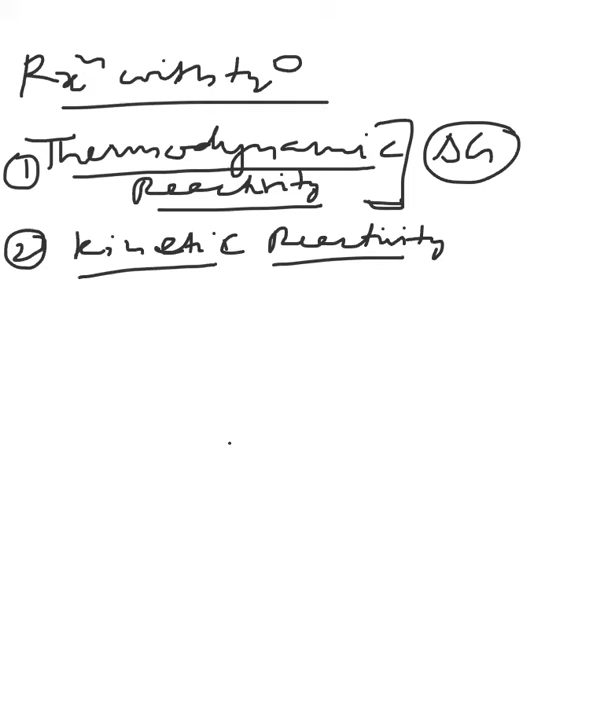 Rxⁿ with H₂O
① Thermodynamic
Reactivity ] ΔG
② Kinetic Reactivity